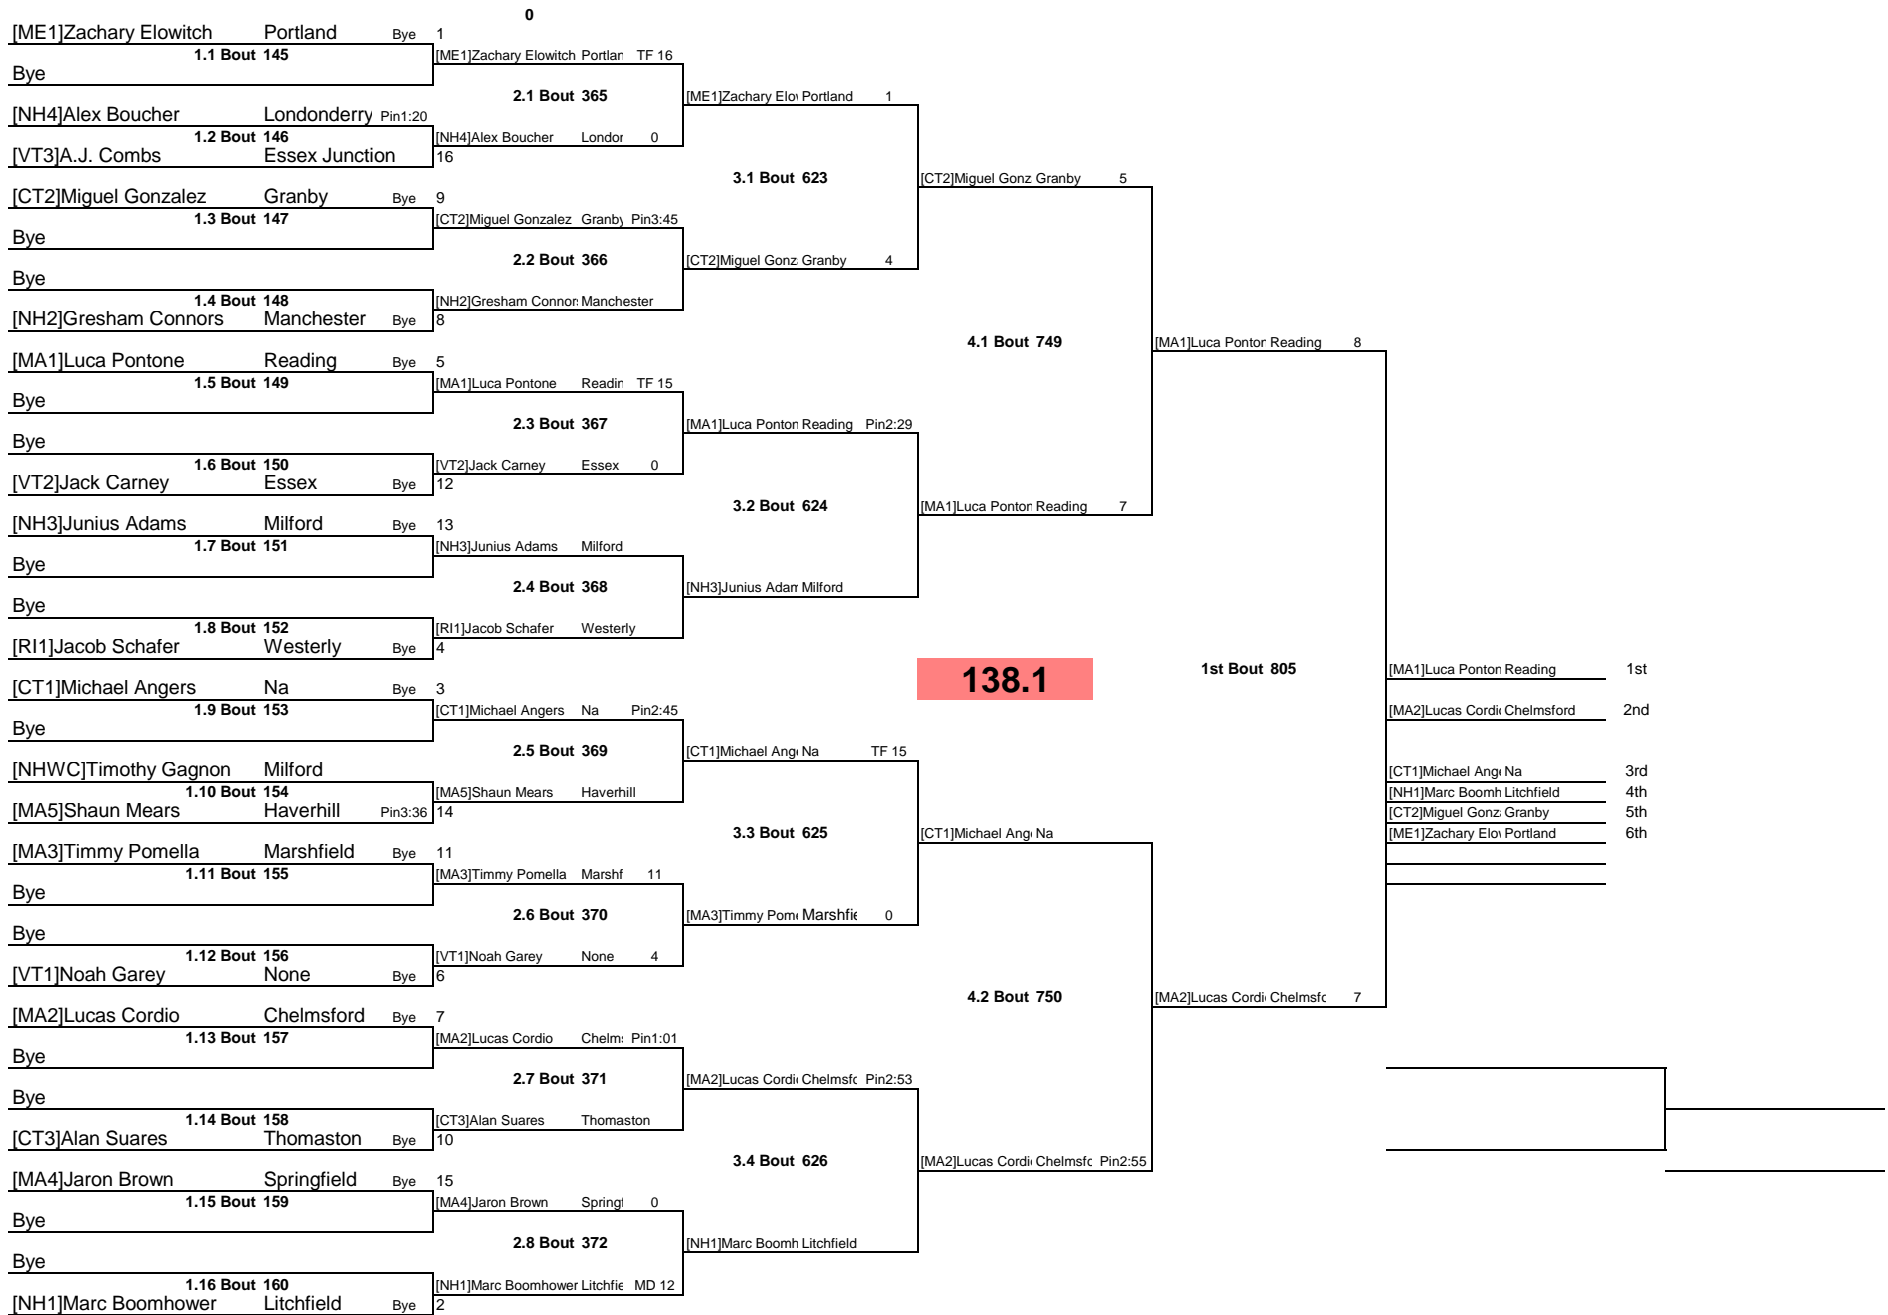 0
[ME1]Zachary Elowitch Portland Bye 1
1.1 Bout 145
Bye
[NH4]Alex Boucher Londonderry Pin1:20
1.2 Bout 146
[VT3]A.J. Combs Essex Junction 16
[CT2]Miguel Gonzalez Granby Bye 9
1.3 Bout 147
Bye
Bye
1.4 Bout 148
[NH2]Gresham Connors Manchester Bye 8
[MA1]Luca Pontone Reading Bye 5
1.5 Bout 149
Bye
Bye
1.6 Bout 150
[VT2]Jack Carney Essex Bye 12
[NH3]Junius Adams Milford Bye 13
1.7 Bout 151
Bye
Bye
1.8 Bout 152
[RI1]Jacob Schafer Westerly Bye 4
[CT1]Michael Angers Na Bye 3
1.9 Bout 153
Bye
[NHWC]Timothy Gagnon Milford
1.10 Bout 154
[MA5]Shaun Mears Haverhill Pin3:36 14
[MA3]Timmy Pomella Marshfield Bye 11
1.11 Bout 155
Bye
Bye
1.12 Bout 156
[VT1]Noah Garey None Bye 6
[MA2]Lucas Cordio Chelmsford Bye 7
1.13 Bout 157
Bye
Bye
1.14 Bout 158
[CT3]Alan Suares Thomaston Bye 10
[MA4]Jaron Brown Springfield Bye 15
1.15 Bout 159
Bye
Bye
1.16 Bout 160
[NH1]Marc Boomhower Litchfield Bye 2
[ME1]Zachary Elowitch Portlan TF 16
2.1 Bout 365
[NH4]Alex Boucher Londor 0
[CT2]Miguel Gonzalez Granby Pin3:45
2.2 Bout 366
[NH2]Gresham Connors Manchester
[MA1]Luca Pontone Readin TF 15
2.3 Bout 367
[VT2]Jack Carney Essex 0
[NH3]Junius Adams Milford
2.4 Bout 368
[RI1]Jacob Schafer Westerly
[CT1]Michael Angers Na Pin2:45
2.5 Bout 369
[MA5]Shaun Mears Haverhill
[MA3]Timmy Pomella Marshf 11
2.6 Bout 370
[VT1]Noah Garey None 4
[MA2]Lucas Cordio Chelms Pin1:01
2.7 Bout 371
[CT3]Alan Suares Thomaston
[MA4]Jaron Brown Springf 0
2.8 Bout 372
[NH1]Marc Boomhower Litchfie MD 12
[ME1]Zachary Elov Portland 1
3.1 Bout 623
[CT2]Miguel Gonz Granby 4
[MA1]Luca Ponton Reading Pin2:29
3.2 Bout 624
[NH3]Junius Adam Milford
[CT1]Michael Ange Na TF 15
3.3 Bout 625
[MA3]Timmy Pome Marshfie 0
[MA2]Lucas Cordi Chelmsfo Pin2:53
3.4 Bout 626
[NH1]Marc Boomh Litchfield
[CT2]Miguel Gonz Granby 5
4.1 Bout 749
[MA1]Luca Ponton Reading 7
138.1
[CT1]Michael Ange Na
4.2 Bout 750
[MA2]Lucas Cordi Chelmsfo Pin2:55
[MA1]Luca Ponton Reading 8
1st Bout 805
[MA2]Lucas Cordi Chelmsfo 7
[MA1]Luca Ponton Reading 1st
[MA2]Lucas Cordi Chelmsford 2nd
[CT1]Michael Ange Na 3rd
[NH1]Marc Boomh Litchfield 4th
[CT2]Miguel Gonz Granby 5th
[ME1]Zachary Elov Portland 6th